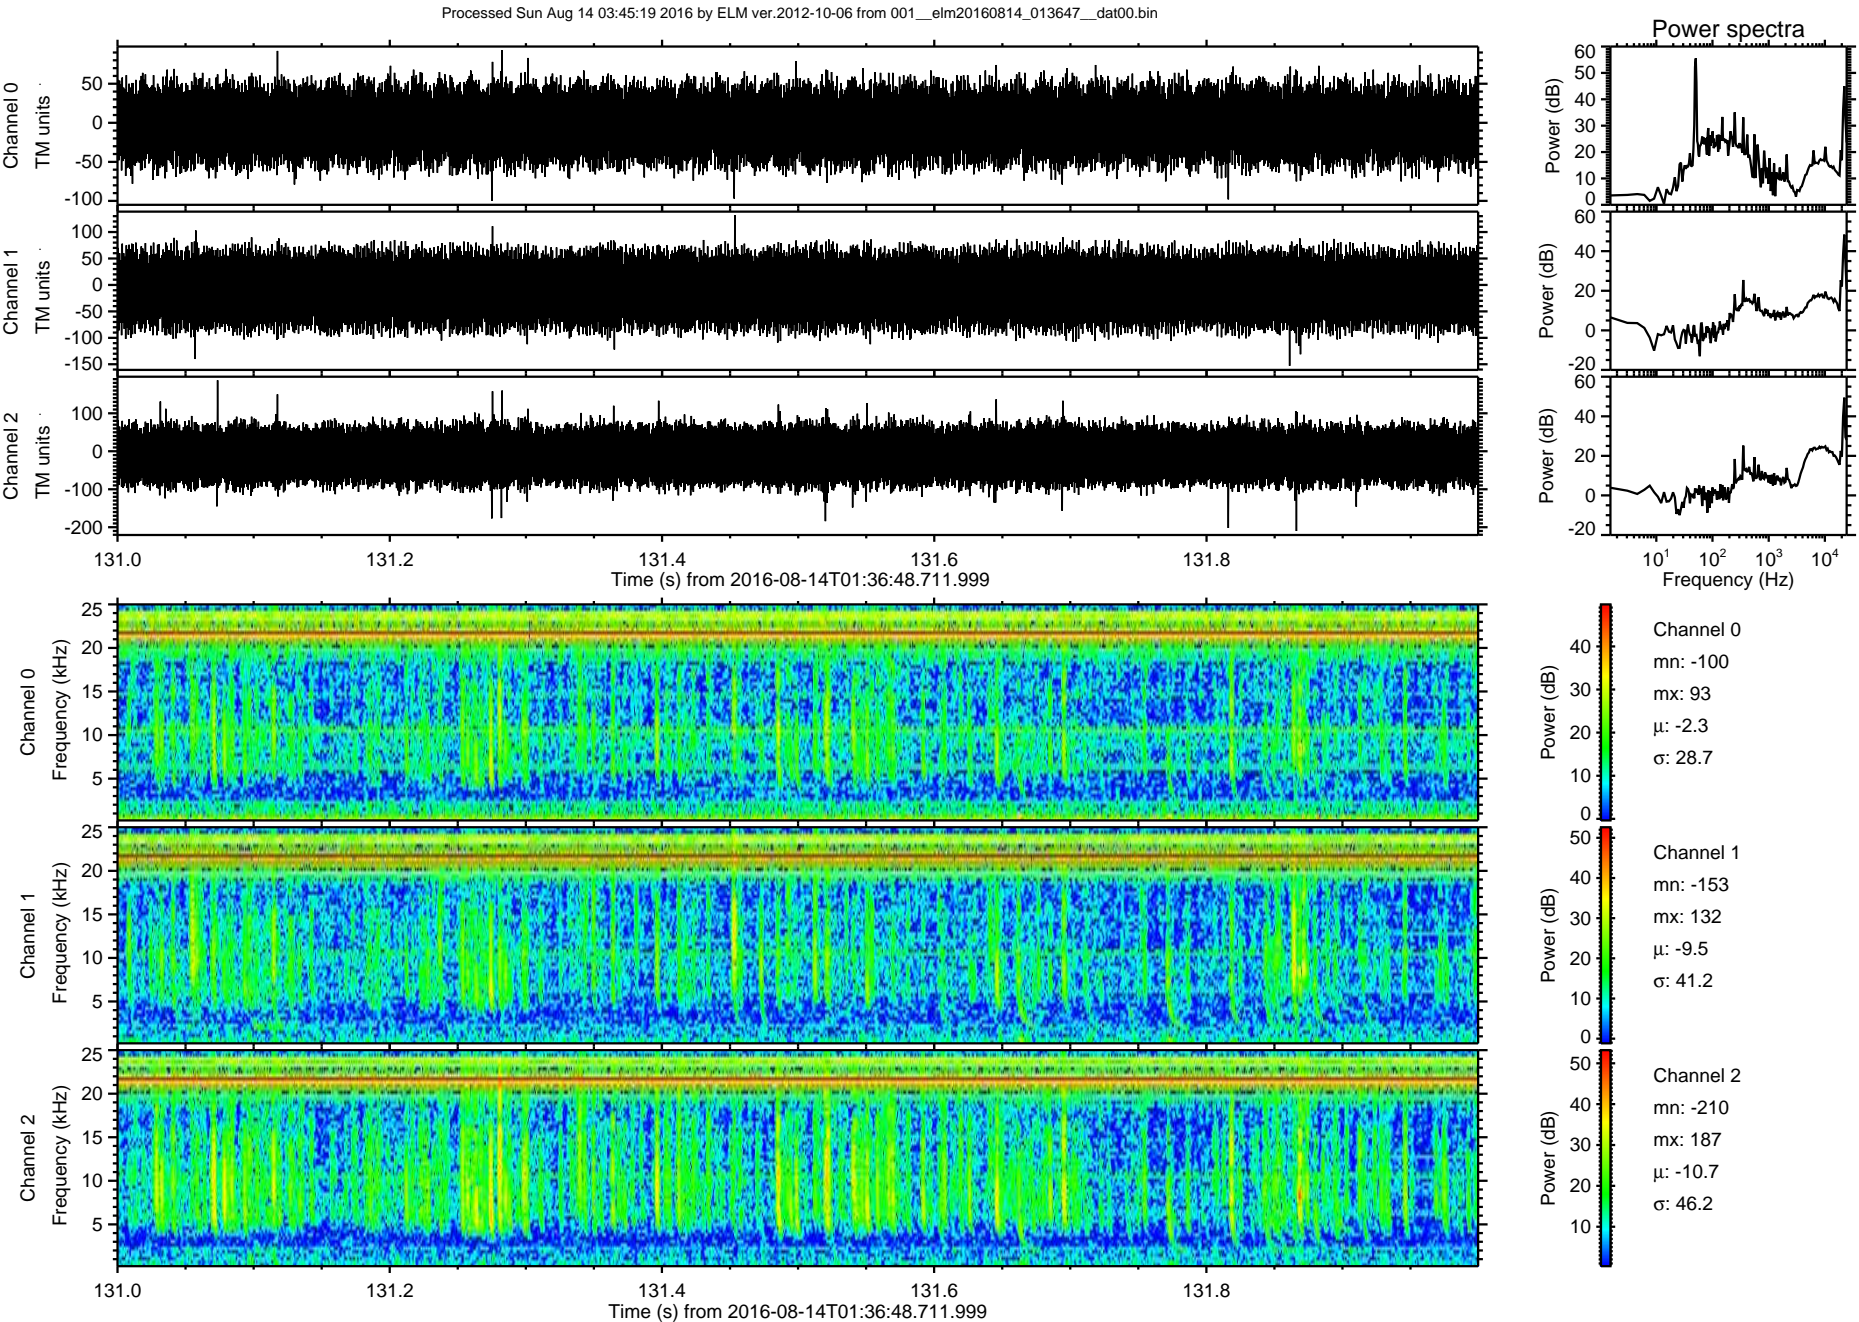 Processed Sun Aug 14 03:45:19 2016 by ELM ver.2012-10-06 from 001__elm20160814_013647__dat00.bin
Power spectra
Channel 0
TM units
50
0
-50
-100
Power (dB)
60
50
40
30
20
10
0
Channel 1
TM units
100
50
0
-50
-100
-150
Power (dB)
60
40
20
0
-20
Channel 2
TM units
100
0
-100
-200
Power (dB)
60
40
20
0
-20
131.0 131.2 131.4 131.6 131.8
Time (s) from 2016-08-14T01:36:48.711.999
10^1 10^2 10^3 10^4
Frequency (Hz)
Channel 0
Frequency (kHz)
25
20
15
10
5
Power (dB)
40
30
20
10
0
Channel 0
mn: -100
mx: 93
µ: -2.3
σ: 28.7
Channel 1
Frequency (kHz)
25
20
15
10
5
Power (dB)
50
40
30
20
10
0
Channel 1
mn: -153
mx: 132
µ: -9.5
σ: 41.2
Channel 2
Frequency (kHz)
25
20
15
10
5
Power (dB)
50
40
30
20
10
Channel 2
mn: -210
mx: 187
µ: -10.7
σ: 46.2
131.0 131.2 131.4 131.6 131.8
Time (s) from 2016-08-14T01:36:48.711.999